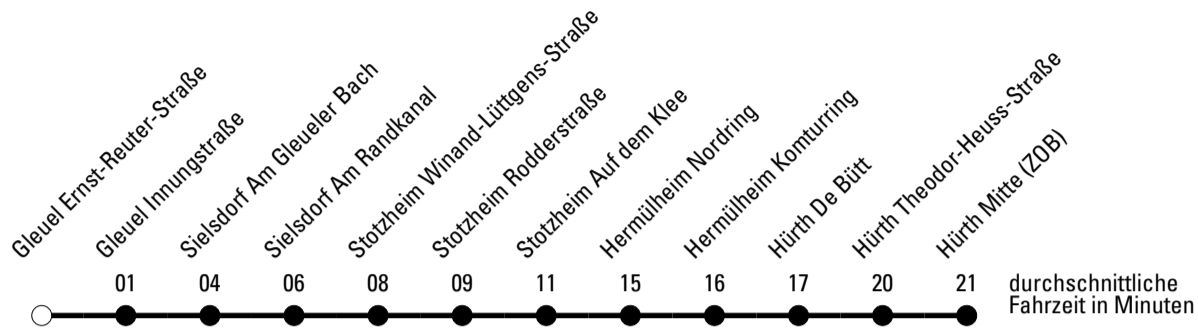 Gleuel Ernst-Reuter-Straße
Gleuel Innungstraße
Sielsdorf Am Gleueler Bach
Sielsdorf Am Randkanal
Stotzheim Winand-Lüttgens-Straße
Stotzheim Rodderstraße
Stotzheim Auf dem Klee
Hermülheim Nordring
Hermülheim Komturring
Hürth De Bütt
Hürth Theodor-Heuss-Straße
Hürth Mitte (ZOB)
01 04 06 08 09 11 15 16 17 20 21
durchschnittliche
Fahrzeit in Minuten